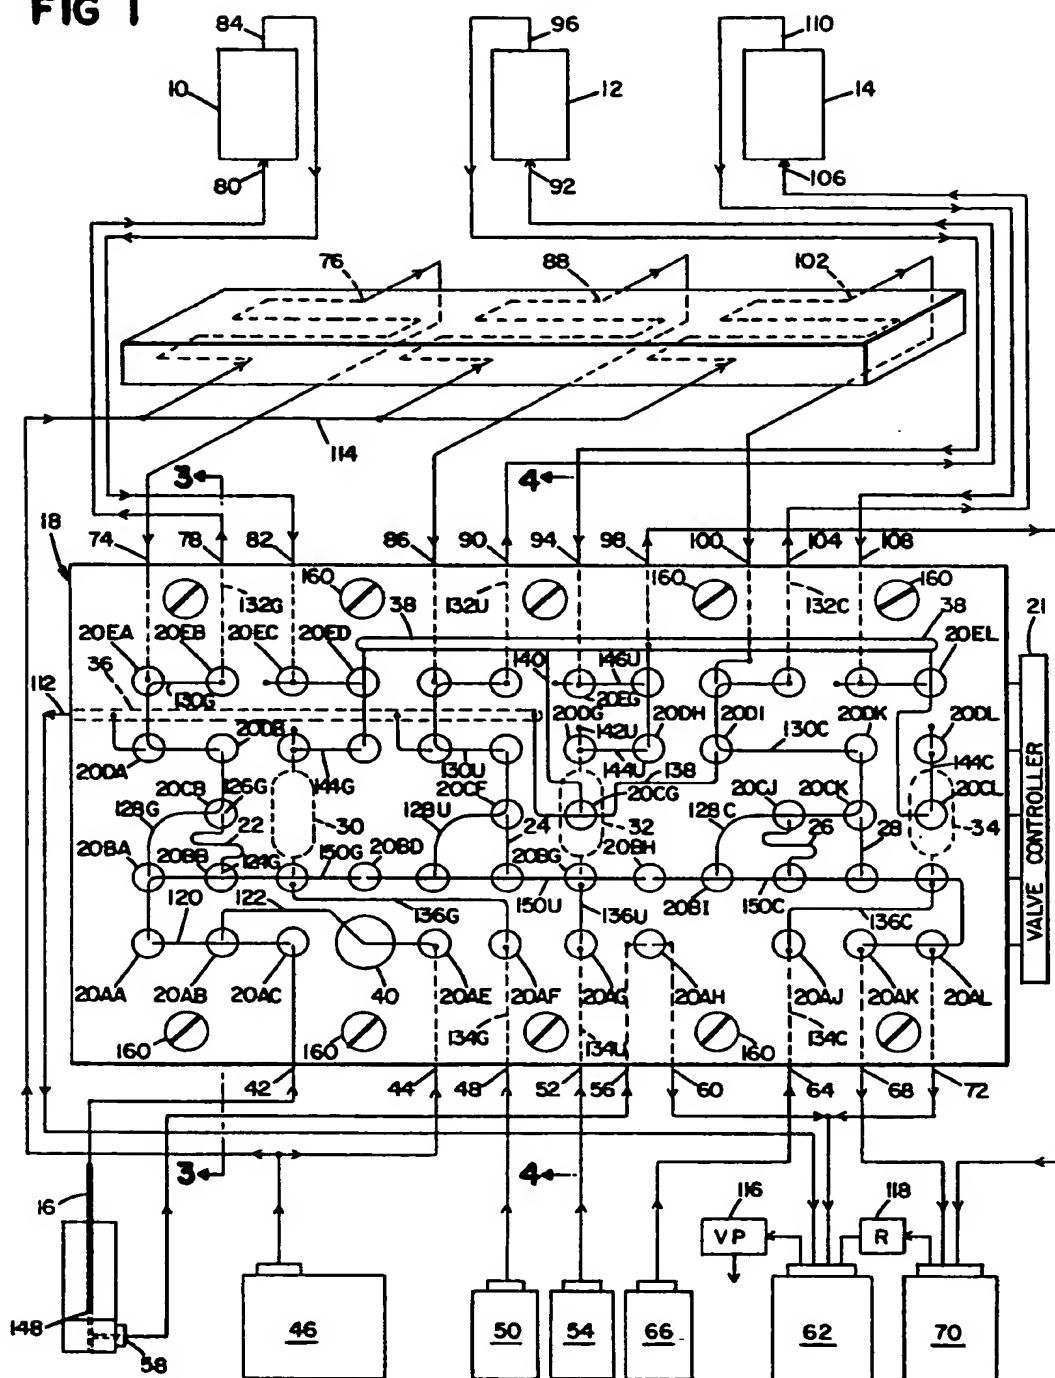 FIG 1
84 96 110
10 12 14
80 92 106
76 88 102
114
3 4
18 74 78 82 86 90 94 98 100 104 108
160 160 160 160
132G 132U 132C 21
38 38
20EA 20EB 20EC 20ED 20EL
36 140 146U
112 130G 20EG
20DB 20DG 142U 20DH 20DI 130C 20DK 20DL
20DA 144G 130U 144U 138 144C
20CB 126G 20CF 20CG 20CJ 20CK 20CL
128G 22 30 128U 24 32 128C 26 28 34
20BA 20BB 124G 150G 20BD 20BG 20BH
120 122 136G 150U 136U 20BI 150C 136C
VALVE CONTROLLER
20AA 20AB 20AC 40 20AE 20AF 20AG 20AH 20AJ 20AK 20AL
160 160 134G 134U 160 134C
42 44 48 52 56 60 64 68 72
3 4
16 116 118
VP R
148 46 50 54 66 62 70
58